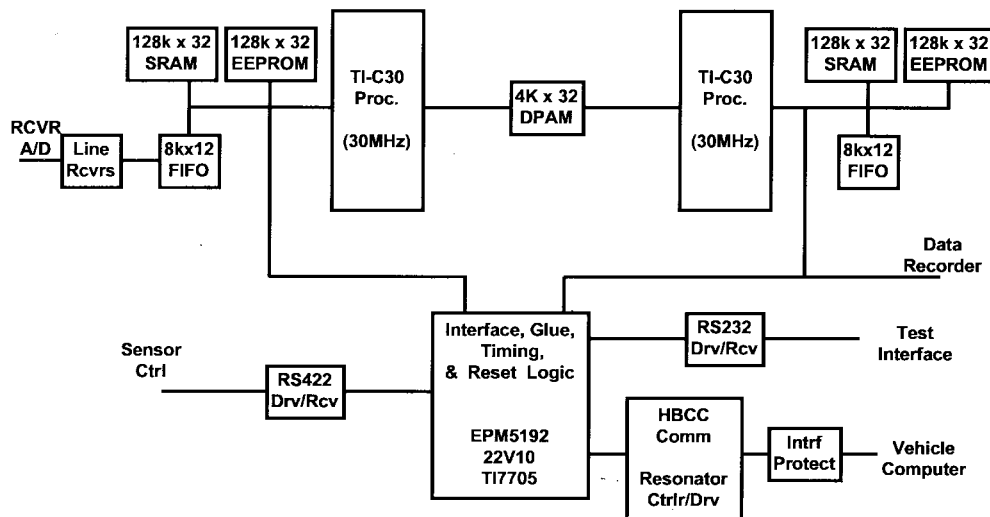 128k x 32
SRAM
128k x 32
EEPROM
TI-C30
Proc.
(30MHz)
4K x 32
DPAM
TI-C30
Proc.
(30MHz)
128k x 32
SRAM
128k x 32
EEPROM
RCVR
A/D
Line
Rcvrs
8kx12
FIFO
8kx12
FIFO
Data
Recorder
Interface, Glue,
Timing,
& Reset Logic
EPM5192
22V10
TI7705
RS232
Drv/Rcv
Test
Interface
Sensor
Ctrl
RS422
Drv/Rcv
HBCC
Comm
Resonator
Ctrlr/Drv
Intrf
Protect
Vehicle
Computer